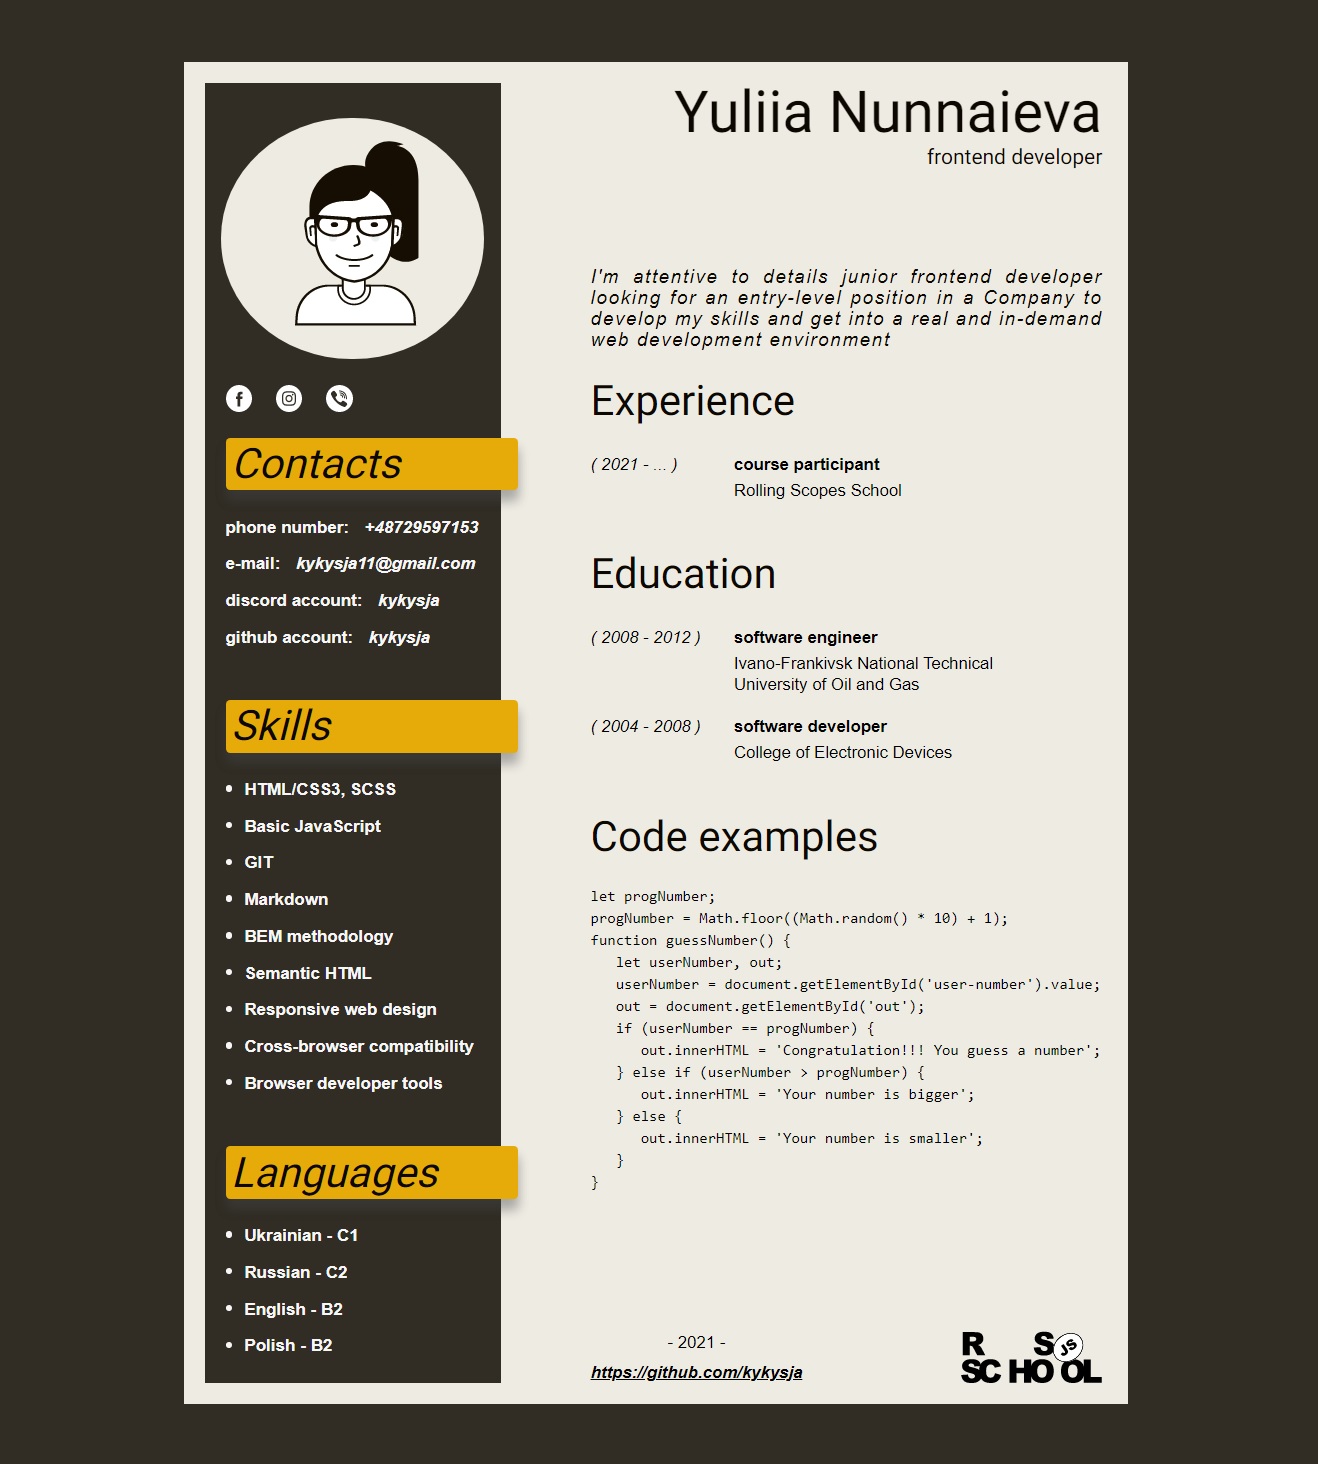 Yuliia Nunnaieva
frontend developer
Contacts
phone number: +48729597153
e-mail: kykysja11@gmail.com
discord account: kykysja
github account: kykysja
Skills
• HTML/CSS3, SCSS
• Basic JavaScript
• GIT
• Markdown
• BEM methodology
• Semantic HTML
• Responsive web design
• Cross-browser compatibility
• Browser developer tools
Languages
• Ukrainian - C1
• Russian - C2
• English - B2
• Polish - B2
I'm attentive to details junior frontend developer
looking for an entry-level position in a Company to
develop my skills and get into a real and in-demand
web development environment
Experience
( 2021 - ... ) course participant
Rolling Scopes School
Education
( 2008 - 2012 ) software engineer
Ivano-Frankivsk National Technical
University of Oil and Gas
( 2004 - 2008 ) software developer
College of Electronic Devices
Code examples
let progNumber;
progNumber = Math.floor((Math.random() * 10) + 1);
function guessNumber() {
   let userNumber, out;
   userNumber = document.getElementById('user-number').value;
   out = document.getElementById('out');
   if (userNumber == progNumber) {
      out.innerHTML = 'Congratulation!!! You guess a number';
   } else if (userNumber > progNumber) {
      out.innerHTML = 'Your number is bigger';
   } else {
      out.innerHTML = 'Your number is smaller';
   }
}
- 2021 -
https://github.com/kykysja
R S JS
SCHOOL